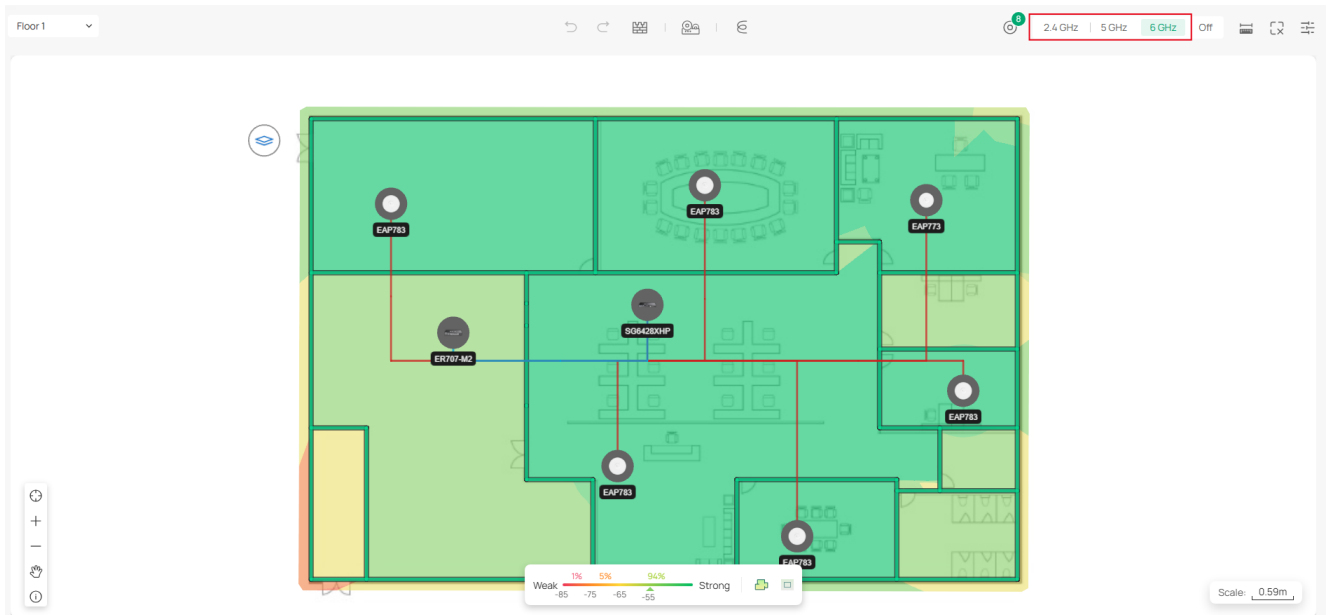 Floor 1
8
2.4 GHz 5 GHz 6 GHz Off
EAP783
EAP783
EAP773
SG6428XHP
ER707-M2
EAP783
EAP783
EAP783
1% 5% 94%
Weak Strong
-85 -75 -65 -55
Scale: 0.59m